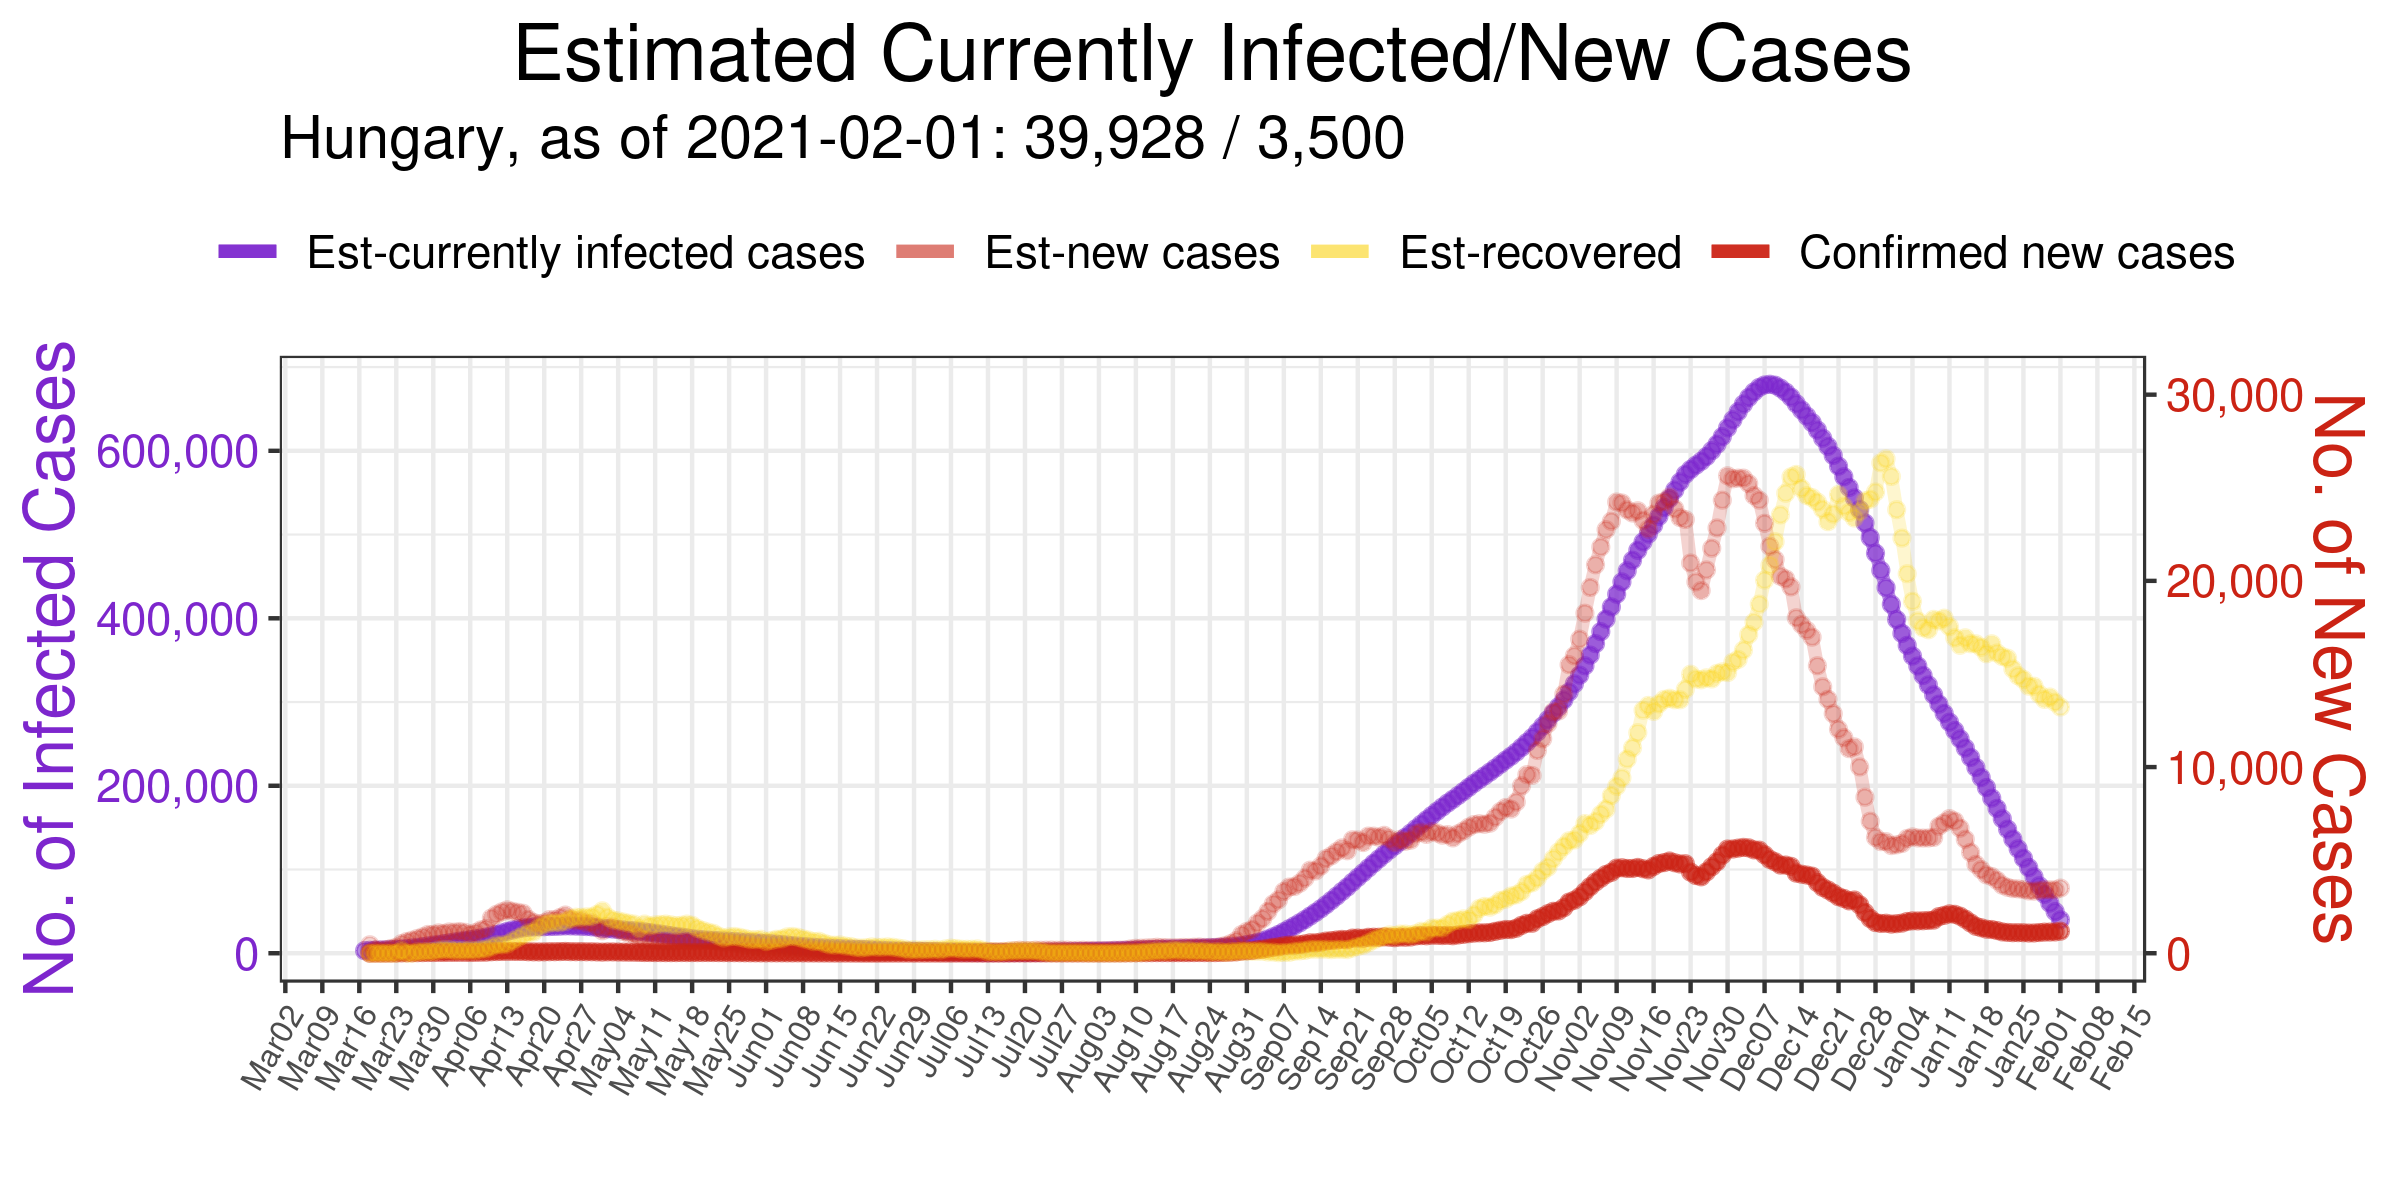 Estimated Currently Infected/New Cases
Hungary, as of 2021-02-01: 39,928 / 3,500
Est-currently infected cases Est-new cases Est-recovered Confirmed new cases
No. of Infected Cases
600,000
400,000
200,000
0
30,000
20,000
10,000
0
No. of New Cases
Mar02
Mar09
Mar16
Mar23
Mar30
Apr06
Apr13
Apr20
Apr27
May04
May11
May18
May25
Jun01
Jun08
Jun15
Jun22
Jun29
Jul06
Jul13
Jul20
Jul27
Aug03
Aug10
Aug17
Aug24
Aug31
Sep07
Sep14
Sep21
Sep28
Oct05
Oct12
Oct19
Oct26
Nov02
Nov09
Nov16
Nov23
Nov30
Dec07
Dec14
Dec21
Dec28
Jan04
Jan11
Jan18
Jan25
Feb01
Feb08
Feb15